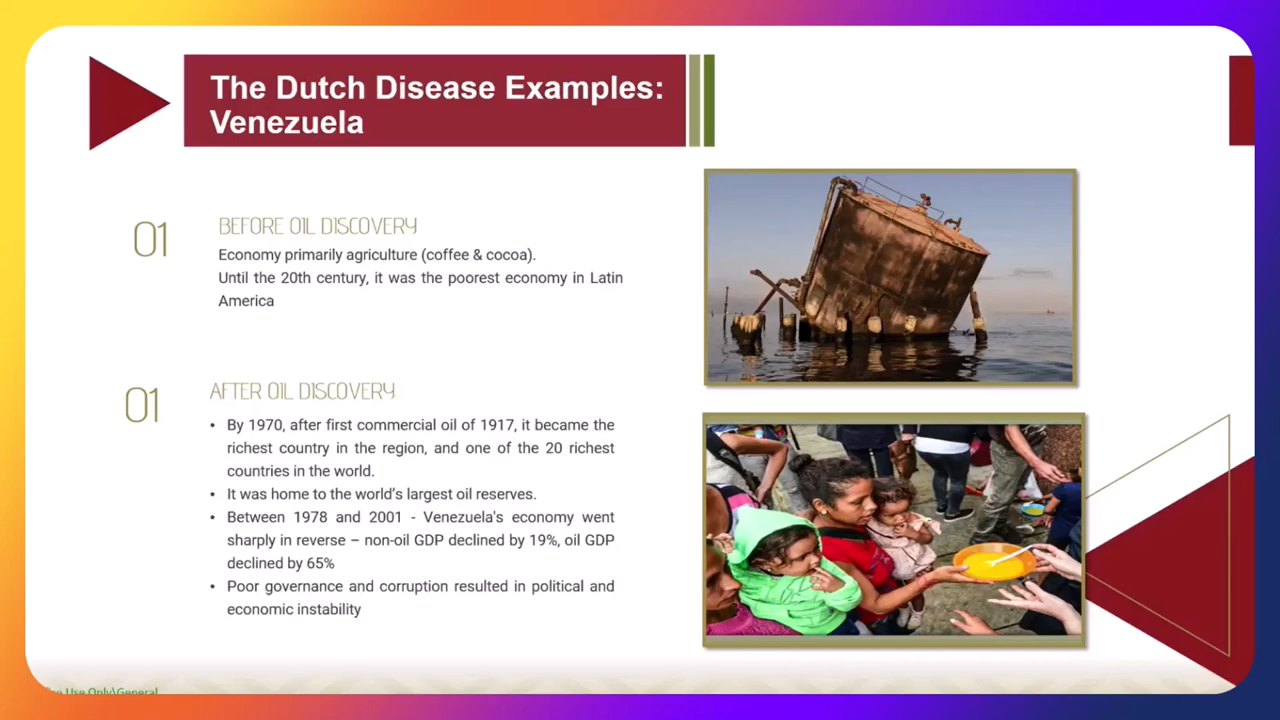 The Dutch Disease Examples:
Venezuela
01
BEFORE OIL DISCOVERY
Economy primarily agriculture (coffee & cocoa).
Until the 20th century, it was the poorest economy in Latin
America
01
AFTER OIL DISCOVERY
• By 1970, after first commercial oil of 1917, it became the
richest country in the region, and one of the 20 richest
countries in the world.
• It was home to the world's largest oil reserves.
• Between 1978 and 2001 - Venezuela's economy went
sharply in reverse – non-oil GDP declined by 19%, oil GDP
declined by 65%
• Poor governance and corruption resulted in political and
economic instability
Use Only\General